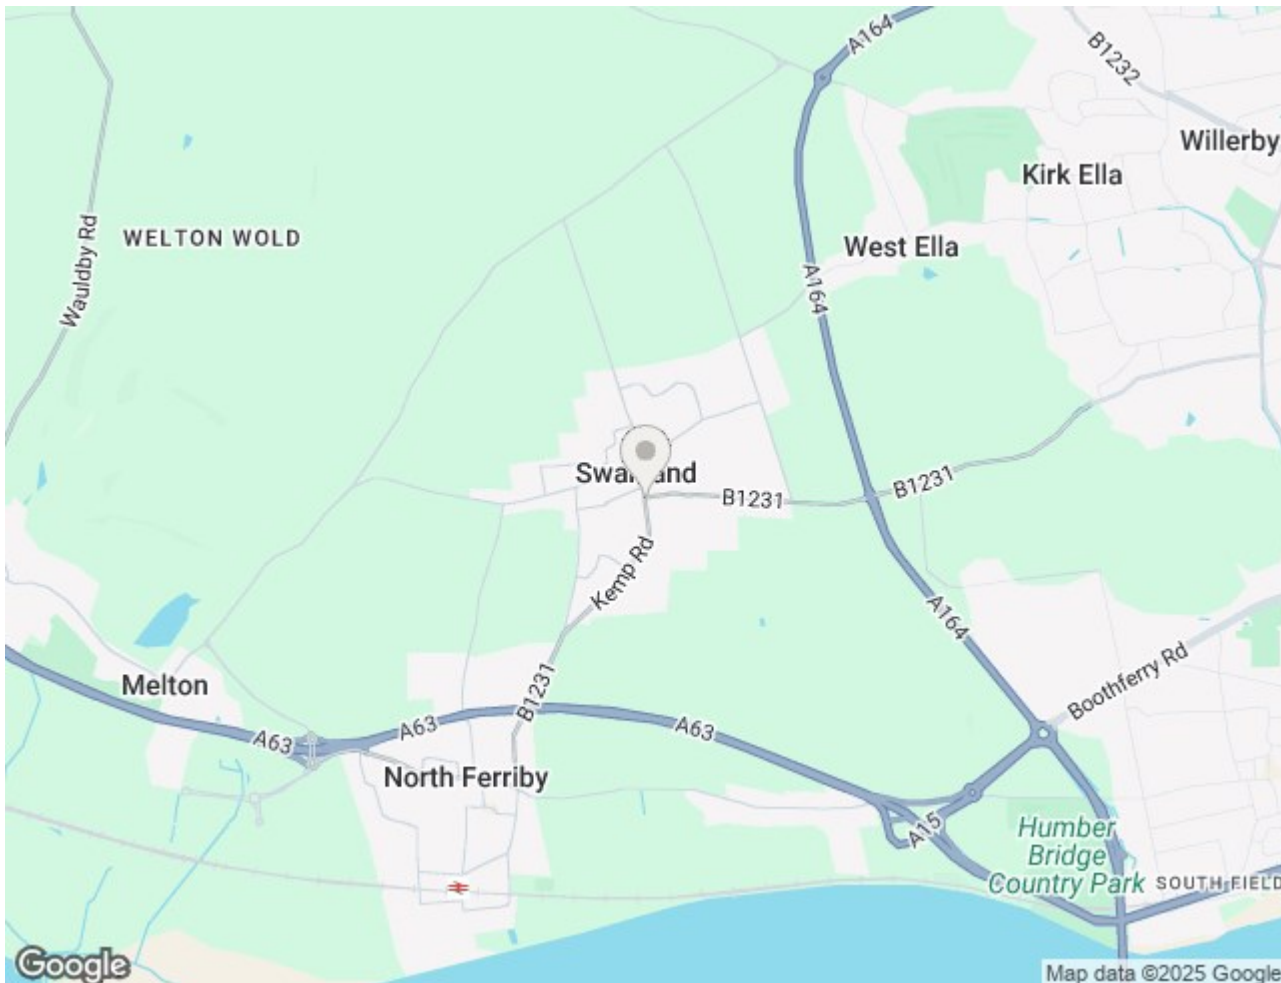 A164
B1232
Willerby
Kirk Ella
WELTON WOLD
West Ella
Wauldby Rd
A164
B1231
B1231
Kemp Rd
A164
Boothferry Rd
Melton
B1231
A63
A63
A63
North Ferriby
A15
Humber
Bridge
Country Park
SOUTH FIELD
Google
Map data ©2025 Google